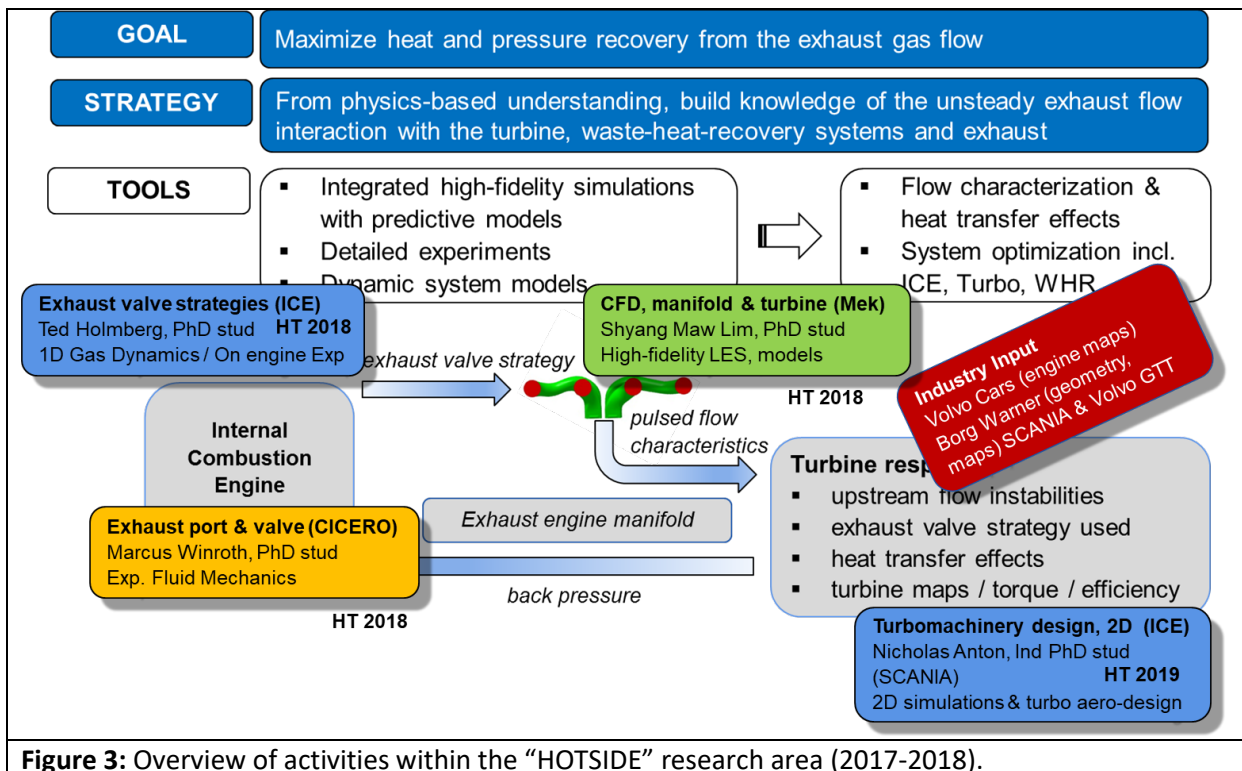 GOAL
Maximize heat and pressure recovery from the exhaust gas flow
STRATEGY
From physics-based understanding, build knowledge of the unsteady exhaust flow
interaction with the turbine, waste-heat-recovery systems and exhaust
TOOLS
▪ Integrated high-fidelity simulations
with predictive models
▪ Detailed experiments
Dynamic system models
▪ Flow characterization &
heat transfer effects
▪ System optimization incl.
ICE, Turbo, WHR
Exhaust valve strategies (ICE)
Ted Holmberg, PhD stud HT 2018
1D Gas Dynamics / On engine Exp
exhaust valve strategy
CFD, manifold & turbine (Mek)
Shyang Maw Lim, PhD stud
High-fidelity LES, models
HT 2018
Industry Input
Volvo Cars (engine maps)
Borg Warner (geometry,
maps) SCANIA & Volvo GTT
pulsed flow
characteristics
Internal
Combustion
Engine
Turbine resp
▪ upstream flow instabilities
▪ exhaust valve strategy used
▪ heat transfer effects
▪ turbine maps / torque / efficiency
Exhaust engine manifold
Exhaust port & valve (CICERO)
Marcus Winroth, PhD stud
Exp. Fluid Mechanics
HT 2018
back pressure
Turbomachinery design, 2D (ICE)
Nicholas Anton, Ind PhD stud
(SCANIA) HT 2019
2D simulations & turbo aero-design
Figure 3: Overview of activities within the “HOTSIDE” research area (2017-2018).